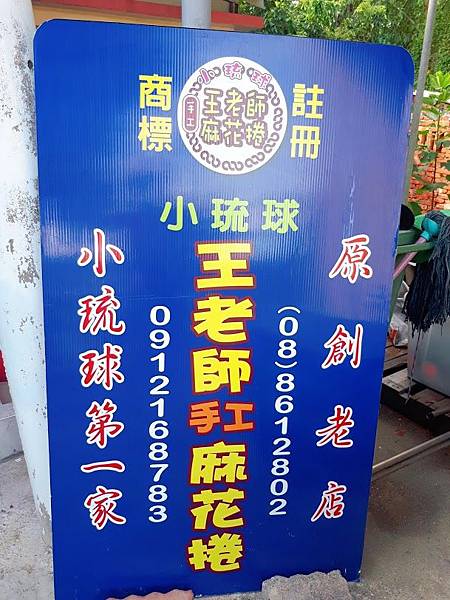 商標
小琉球
手工
王老師
麻花捲
註冊
小琉球
原創老店
(08)8612802
王老師手工麻花捲
0912168783
小琉球第一家